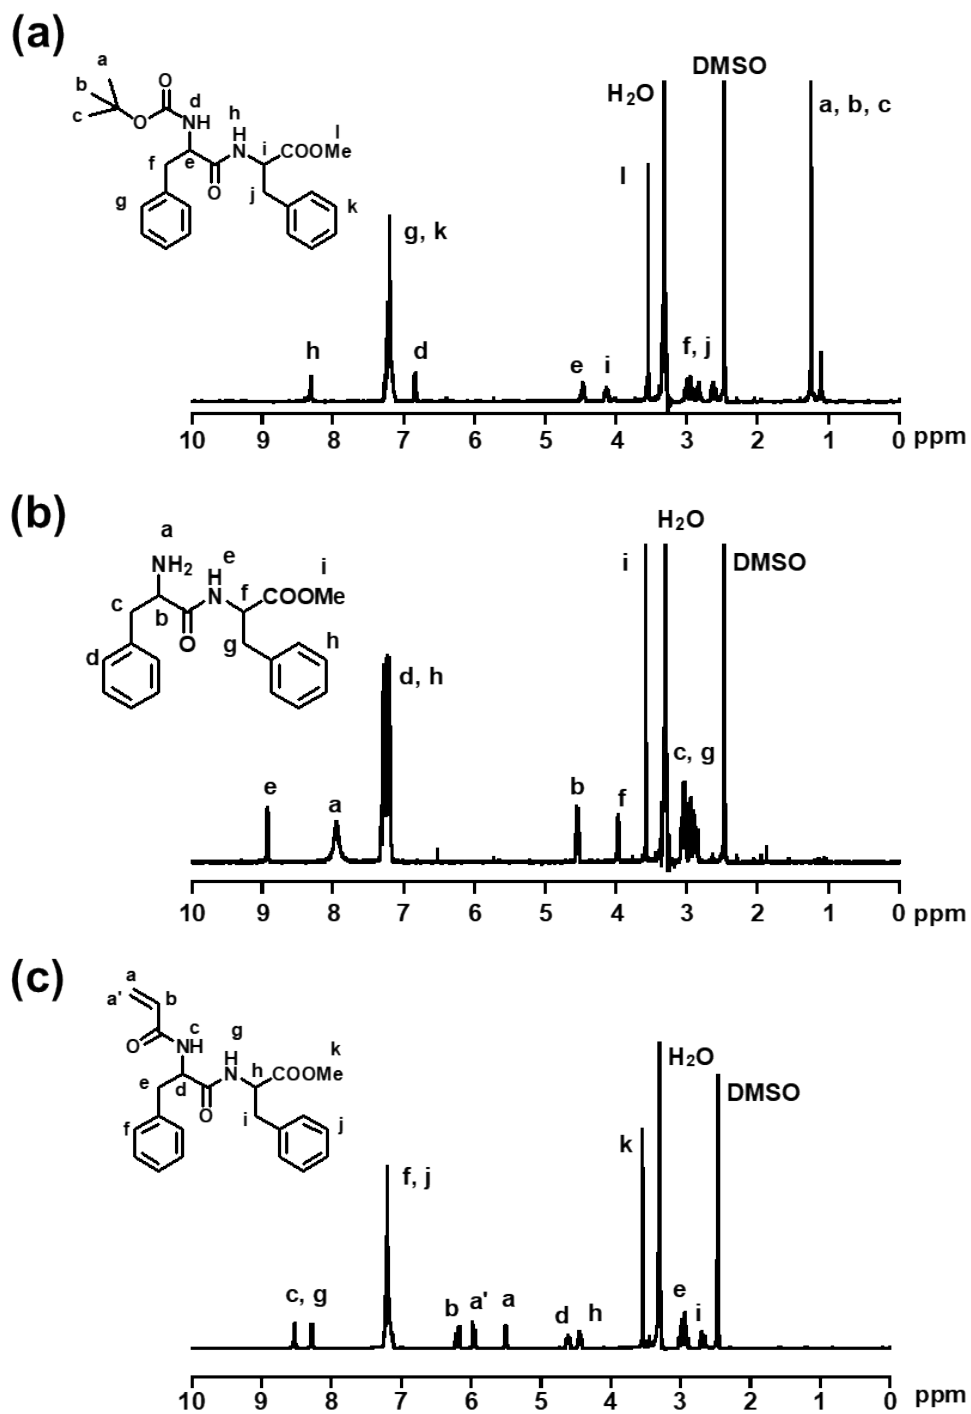 (a)
a
b
c
O
O
d
NH
h
H
N
l
COOMe
f
e
i
O
g
j
k
DMSO
H₂O
a, b, c
l
g, k
h
d
e
i
f, j
10 9 8 7 6 5 4 3 2 1 0 ppm
(b)
a
NH₂
e
H
N
i
COOMe
c
b
f
O
d
g
h
H₂O
i
DMSO
d, h
c, g
e
a
b
f
10 9 8 7 6 5 4 3 2 1 0 ppm
(c)
a
a'
b
O
c
NH
g
H
N
k
COOMe
e
d
h
O
f
i
j
H₂O
DMSO
k
f, j
c, g
b
a'
a
d
h
e
i
10 9 8 7 6 5 4 3 2 1 0 ppm